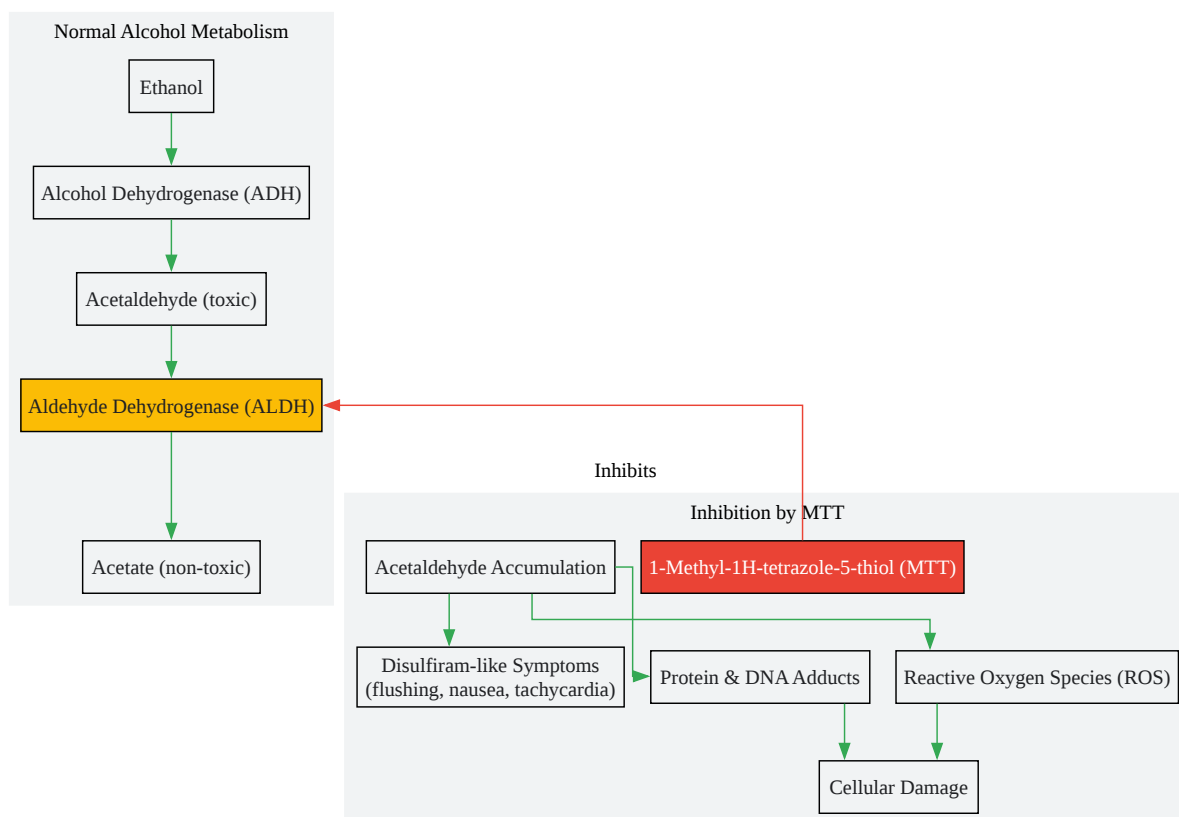 Normal Alcohol Metabolism
Ethanol
Alcohol Dehydrogenase (ADH)
Acetaldehyde (toxic)
Aldehyde Dehydrogenase (ALDH)
Acetate (non-toxic)
Inhibits
Inhibition by MTT
Acetaldehyde Accumulation
1-Methyl-1H-tetrazole-5-thiol (MTT)
Disulfiram-like Symptoms
(flushing, nausea, tachycardia)
Protein & DNA Adducts
Reactive Oxygen Species (ROS)
Cellular Damage